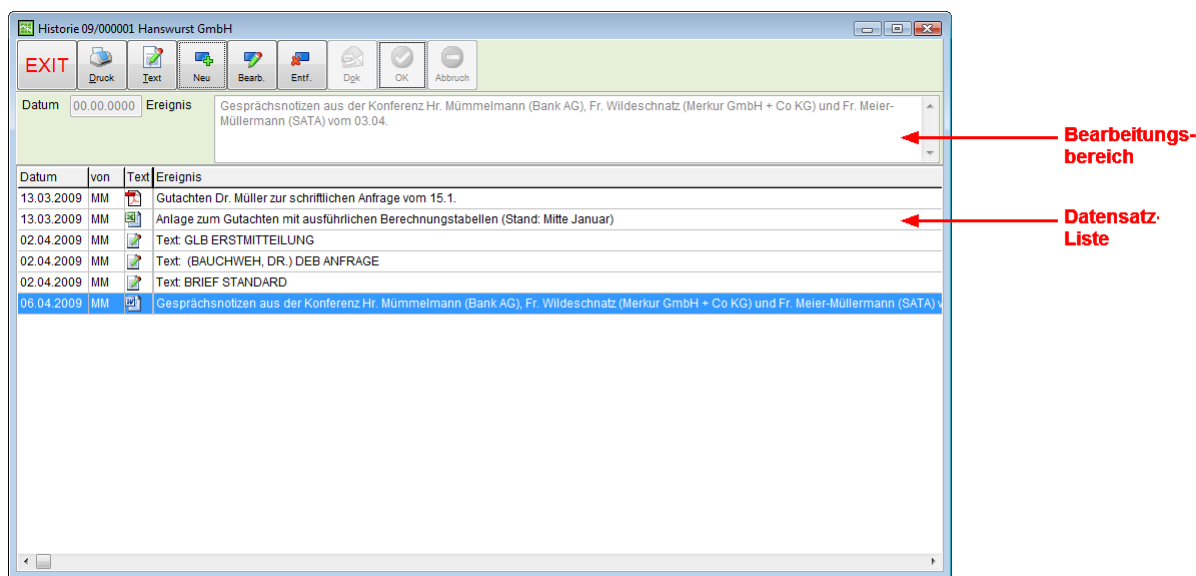 Historie 09/000001 Hanswurst GmbH
EXIT Druck Text Neu Bearb. Entf. Dok OK Abbruch
Datum 00.00.0000 Ereignis Gesprächsnotizen aus der Konferenz Hr. Mümmelmann (Bank AG), Fr. Wildeschnatz (Merkur GmbH + Co KG) und Fr. Meier-
Müllermann (SATA) vom 03.04.
Bearbeitungs-
bereich
Datum von Text Ereignis
13.03.2009 MM Gutachten Dr. Müller zur schriftlichen Anfrage vom 15.1.
13.03.2009 MM Anlage zum Gutachten mit ausführlichen Berechnungstabellen (Stand: Mitte Januar)
Datensatz-
Liste
02.04.2009 MM Text: GLB ERSTMITTEILUNG
02.04.2009 MM Text: (BAUCHWEH, DR.) DEB ANFRAGE
02.04.2009 MM Text: BRIEF STANDARD
06.04.2009 MM Gesprächsnotizen aus der Konferenz Hr. Mümmelmann (Bank AG), Fr. Wildeschnatz (Merkur GmbH + Co KG) und Fr. Meier-Müllermann (SATA) v